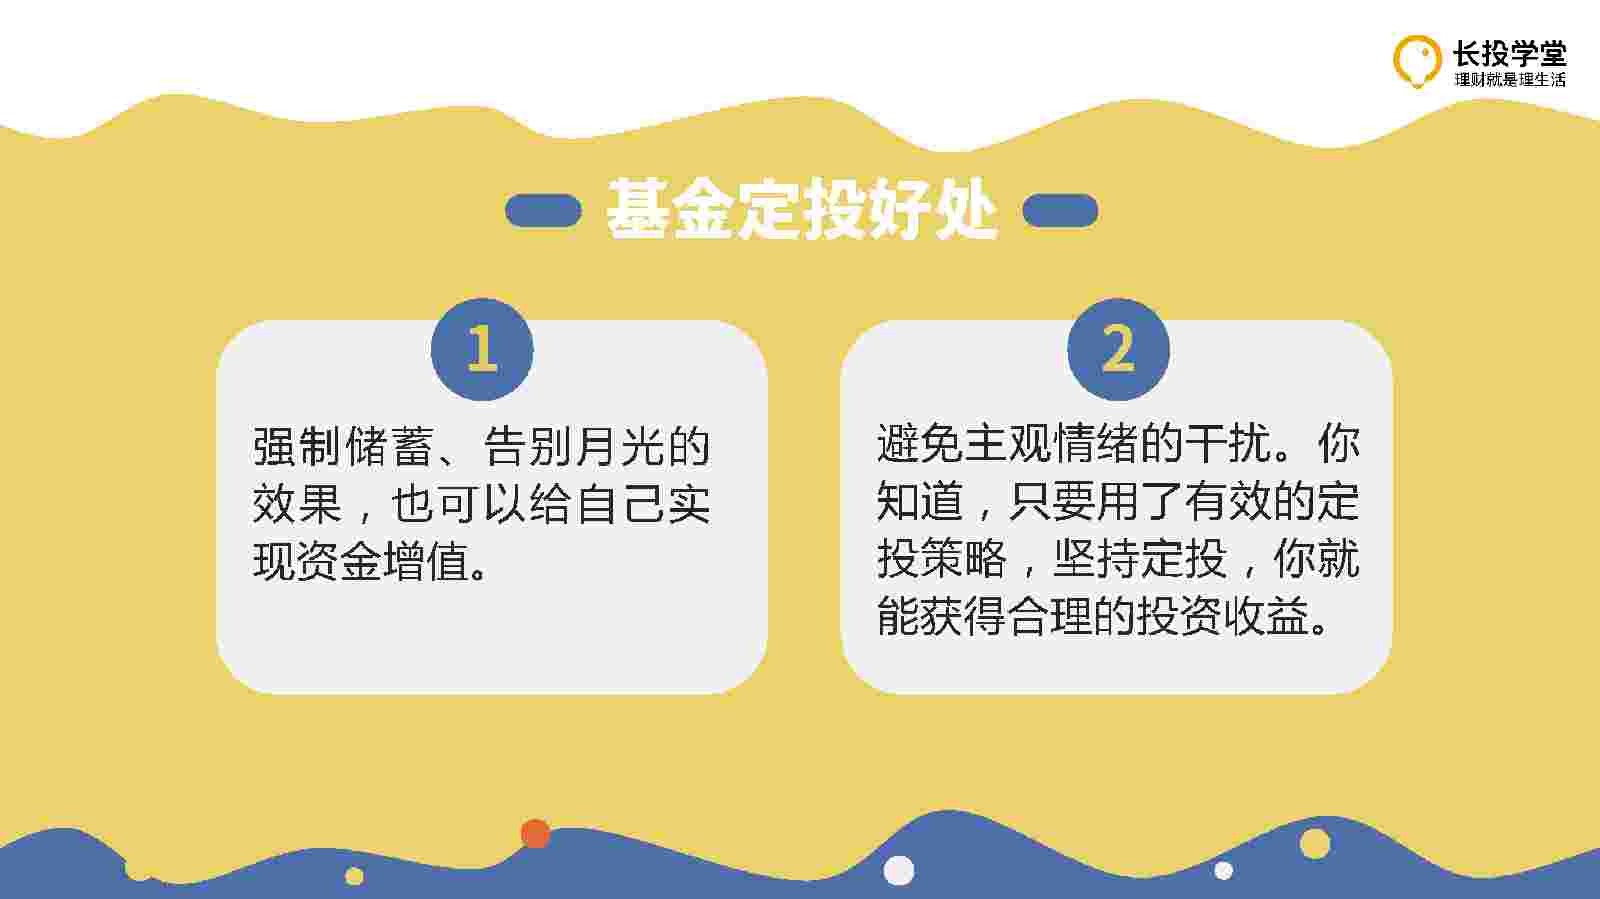 长投学堂
理财就是理生活
基金定投好处
1
强制储蓄、告别月光的
效果，也可以给自己实
现资金增值。
2
避免主观情绪的干扰。你
知道，只要用了有效的定
投策略，坚持定投，你就
能获得合理的投资收益。